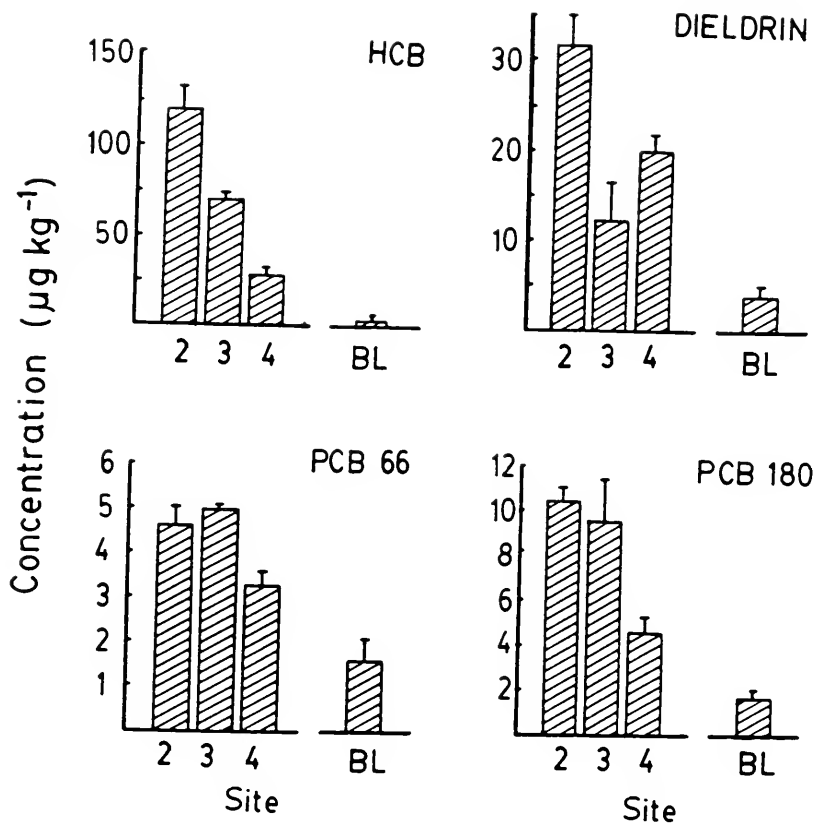 Concentration (µg kg⁻¹)
HCB
150
100
50
2 3 4 BL
DIELDRIN
30
20
10
2 3 4 BL
PCB 66
6
5
4
3
2
1
2 3 4 BL
Site
PCB 180
12
10
8
6
4
2
2 3 4 BL
Site